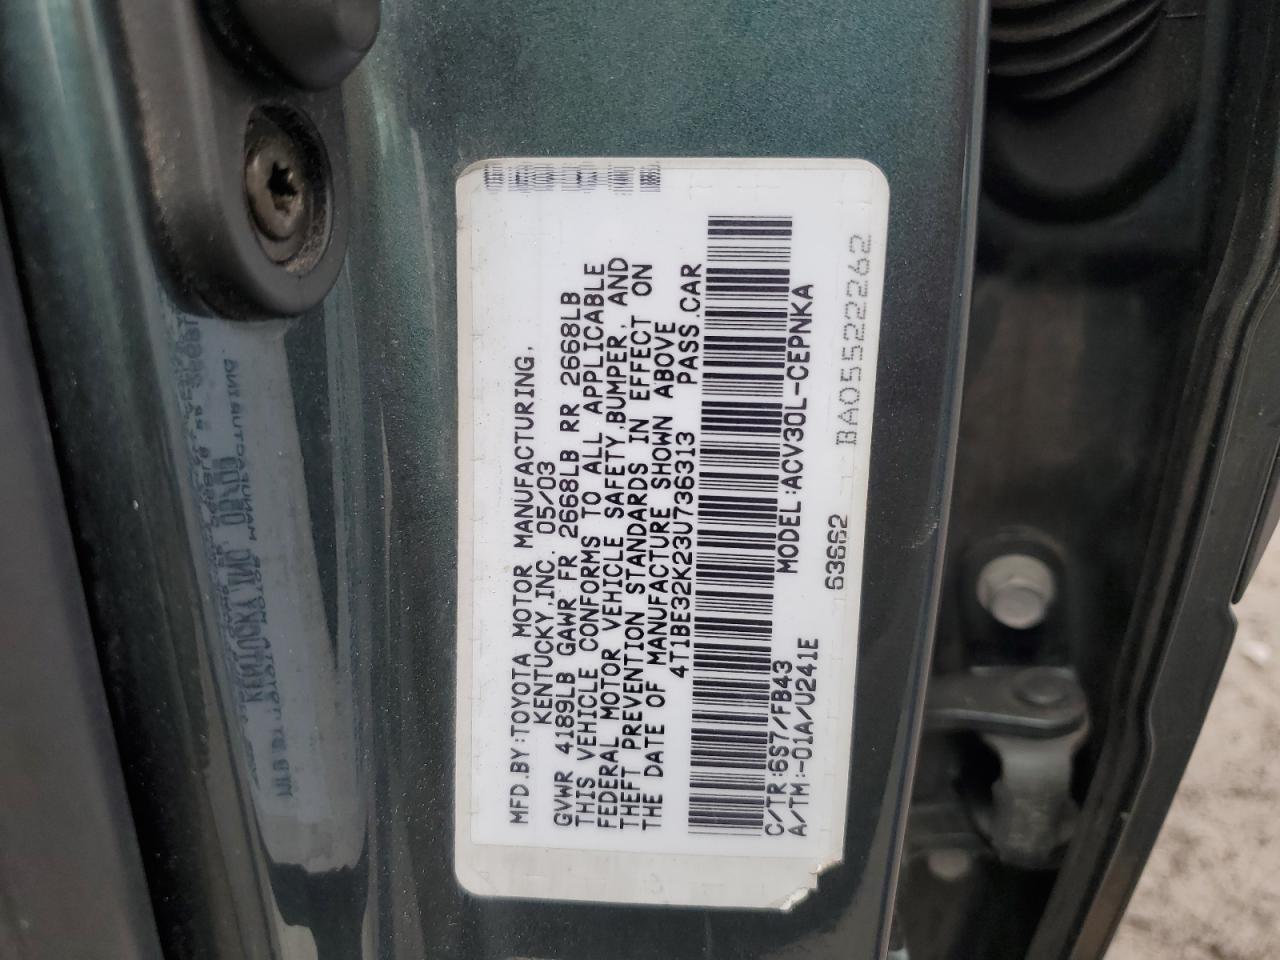 MFD.BY:TOYOTA MOTOR MANUFACTURING,
KENTUCKY,INC. 05/03
GVWR 4189LB GAWR FR 2668LB RR 2668LB
THIS VEHICLE CONFORMS TO ALL APPLICABLE
FEDERAL MOTOR VEHICLE SAFETY,BUMPER, AND
THEFT PREVENTION STANDARDS IN EFFECT ON
THE DATE OF MANUFACTURE SHOWN ABOVE
4T1BE32K23U736313 PASS.CAR
C/TR:6S7/FB43 MODEL:ACV30L-CEPNKA
A/TM:-01A/U241E
63662 BA05522262